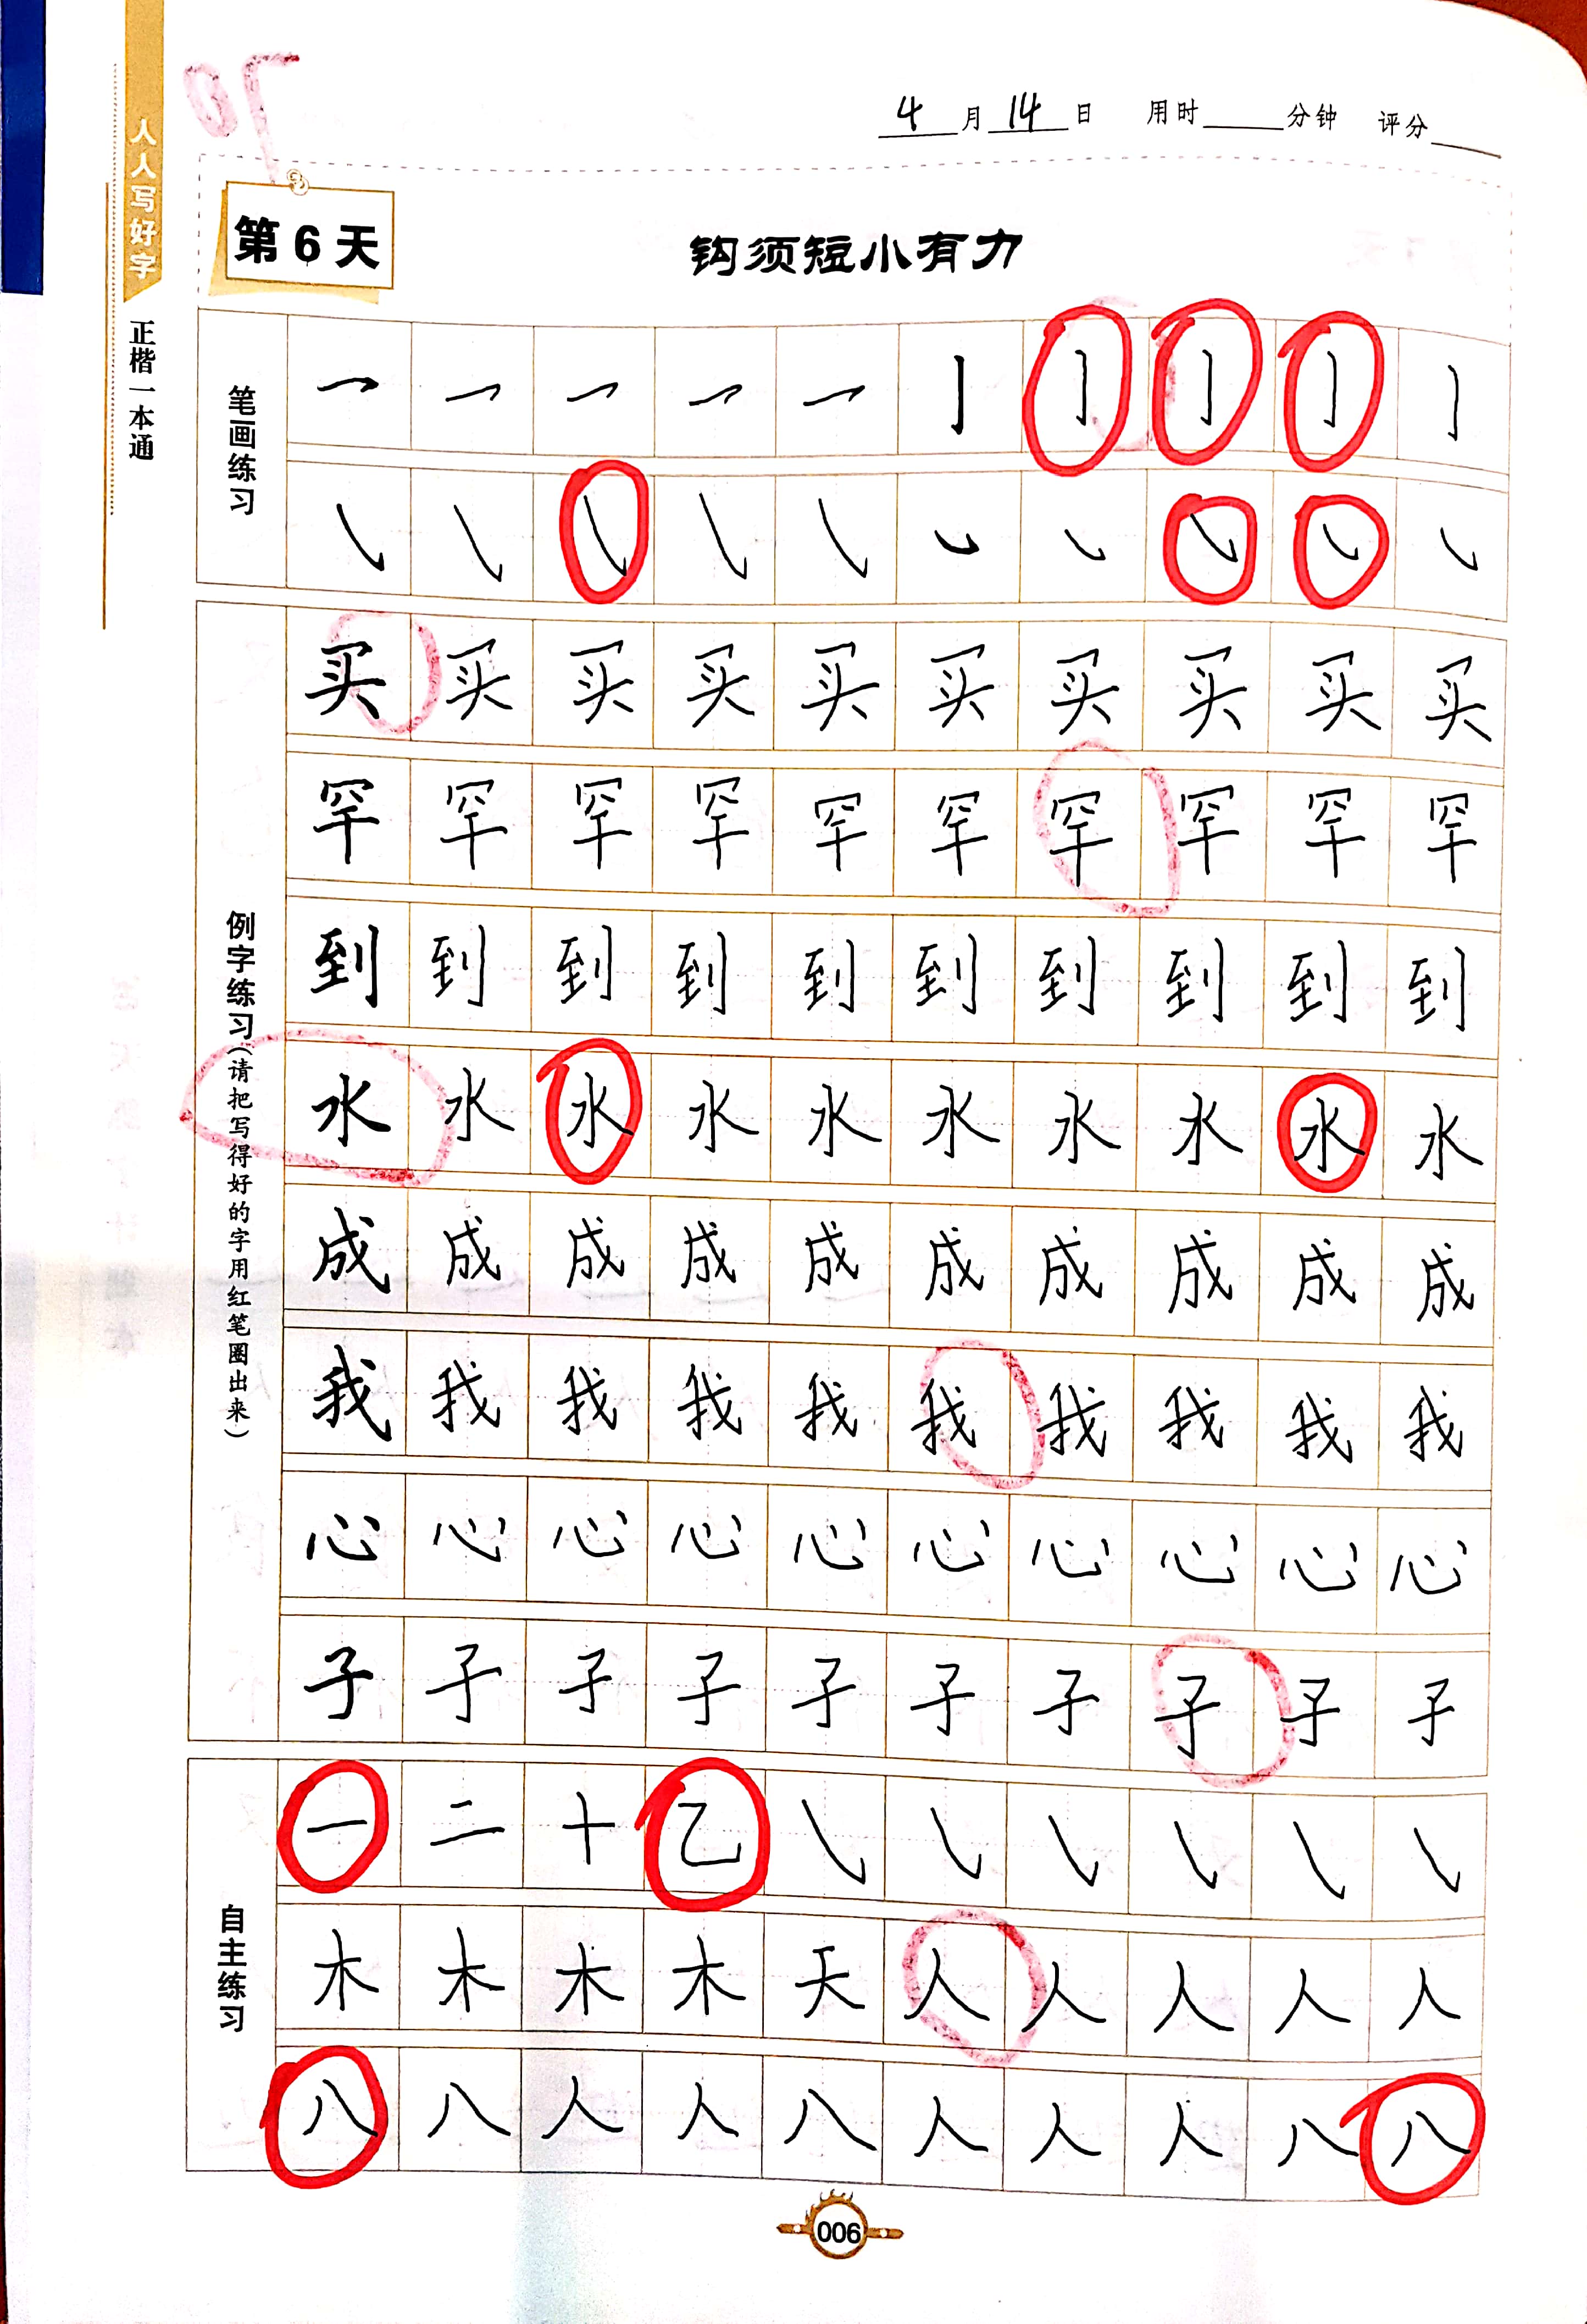 4月14日 用时____分钟 评分____
人人写好字
正楷一本通
第6天
钩须短小有力
笔画练习
例字练习(请把写得好的字用红笔圈出来)
买买买买买买买买买买
罕罕罕罕罕罕罕罕罕罕
到到到到到到到到到到
水水水水水水水水水水
成成成成成成成成成成
我我我我我我我我我我
心心心心心心心心心心
子子子子子子子子子子
自主练习
一二十乙
木木木木天人人人人人
八八人人八人人人八八
006